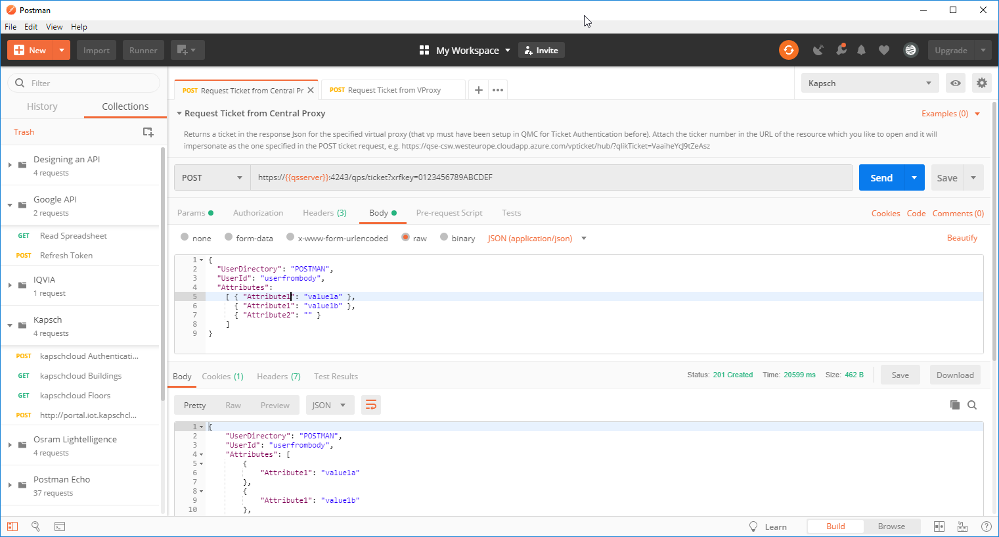 Postman
File Edit View Help
New Import Runner My Workspace Invite Upgrade
Filter
History Collections
Trash
Designing an API
4 requests
Google API
2 requests
GET Read Spreadsheet
POST Refresh Token
IQVIA
1 request
Kapsch
4 requests
POST kapschcloud Authenticati...
GET kapschcloud Buildings
GET kapschcloud Floors
POST http://portal.iot.kapschcl...
Osram Lightelligence
4 requests
Postman Echo
37 requests
POST Request Ticket from Central Pr
POST Request Ticket from VProxy
Kapsch
Request Ticket from Central Proxy
Examples (0)
Returns a ticket in the response Json for the specified virtual proxy (that vp must have been setup in QMC for Ticket Authentication before). Attach the ticker number in the URL of the resource which you like to open and it will
impersonate as the one specified in the POST ticket request, e.g. https://qse-csw.westeurope.cloudapp.azure.com/vpticket/hub/?qlikTicket=VaaiheYcJ9tZeAsz
POST https://{{qsserver}}:4243/qps/ticket?xrfkey=0123456789ABCDEF Send Save
Params Authorization Headers (3) Body Pre-request Script Tests Cookies Code Comments (0)
none form-data x-www-form-urlencoded raw binary JSON (application/json) Beautify
1 {
2 "UserDirectory": "POSTMAN",
3 "UserId": "userfrombody",
4 "Attributes":
5 [ { "Attribute1": "value1a" },
6 { "Attribute1": "value1b" },
7 { "Attribute2": "" }
8 ]
9 }
Body Cookies (1) Headers (7) Test Results Status: 201 Created Time: 20599 ms Size: 462 B Save Download
Pretty Raw Preview JSON
1 {
2 "UserDirectory": "POSTMAN",
3 "UserId": "userfrombody",
4 "Attributes": [
5 {
6 "Attribute1": "value1a"
7 },
8 {
9 "Attribute1": "value1b"
10 },
Learn Build Browse